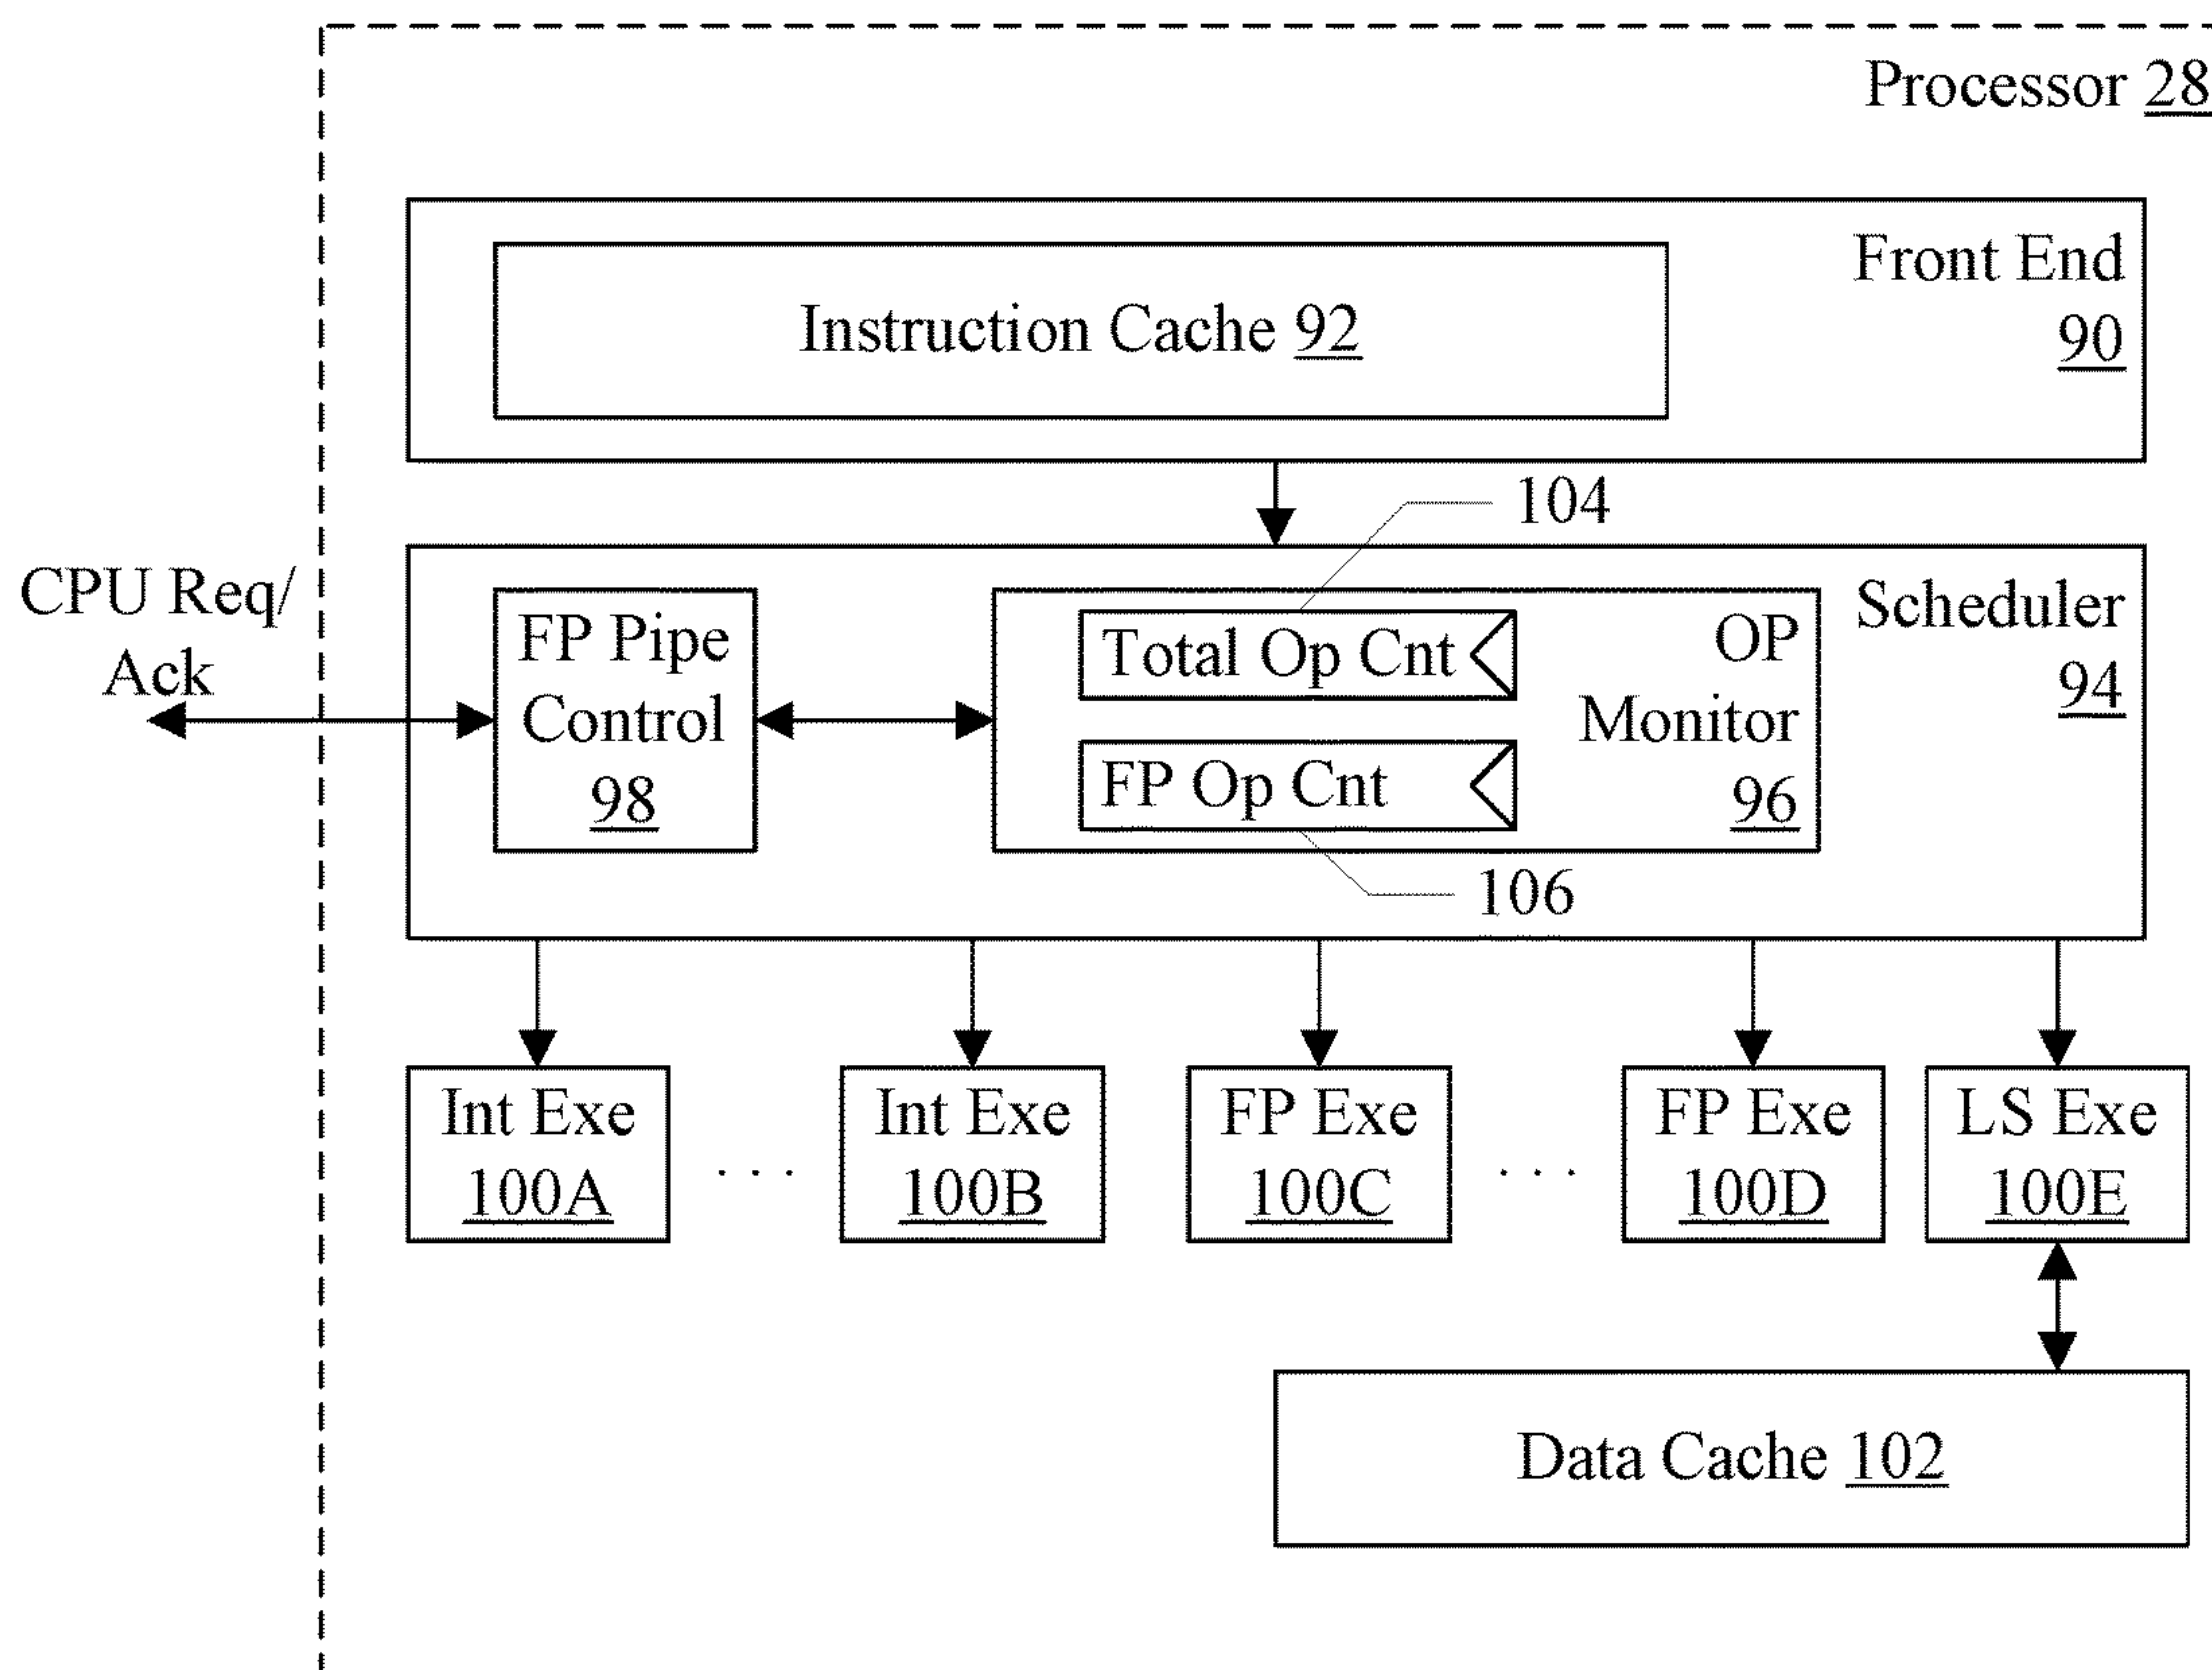 Processor 28
Front End
90
Instruction Cache 92
104
CPU Req/
Ack
FP Pipe
Control
98
Total Op Cnt
FP Op Cnt
OP
Monitor
96
Scheduler
94
106
Int Exe
100A
. . .
Int Exe
100B
FP Exe
100C
. . .
FP Exe
100D
LS Exe
100E
Data Cache 102